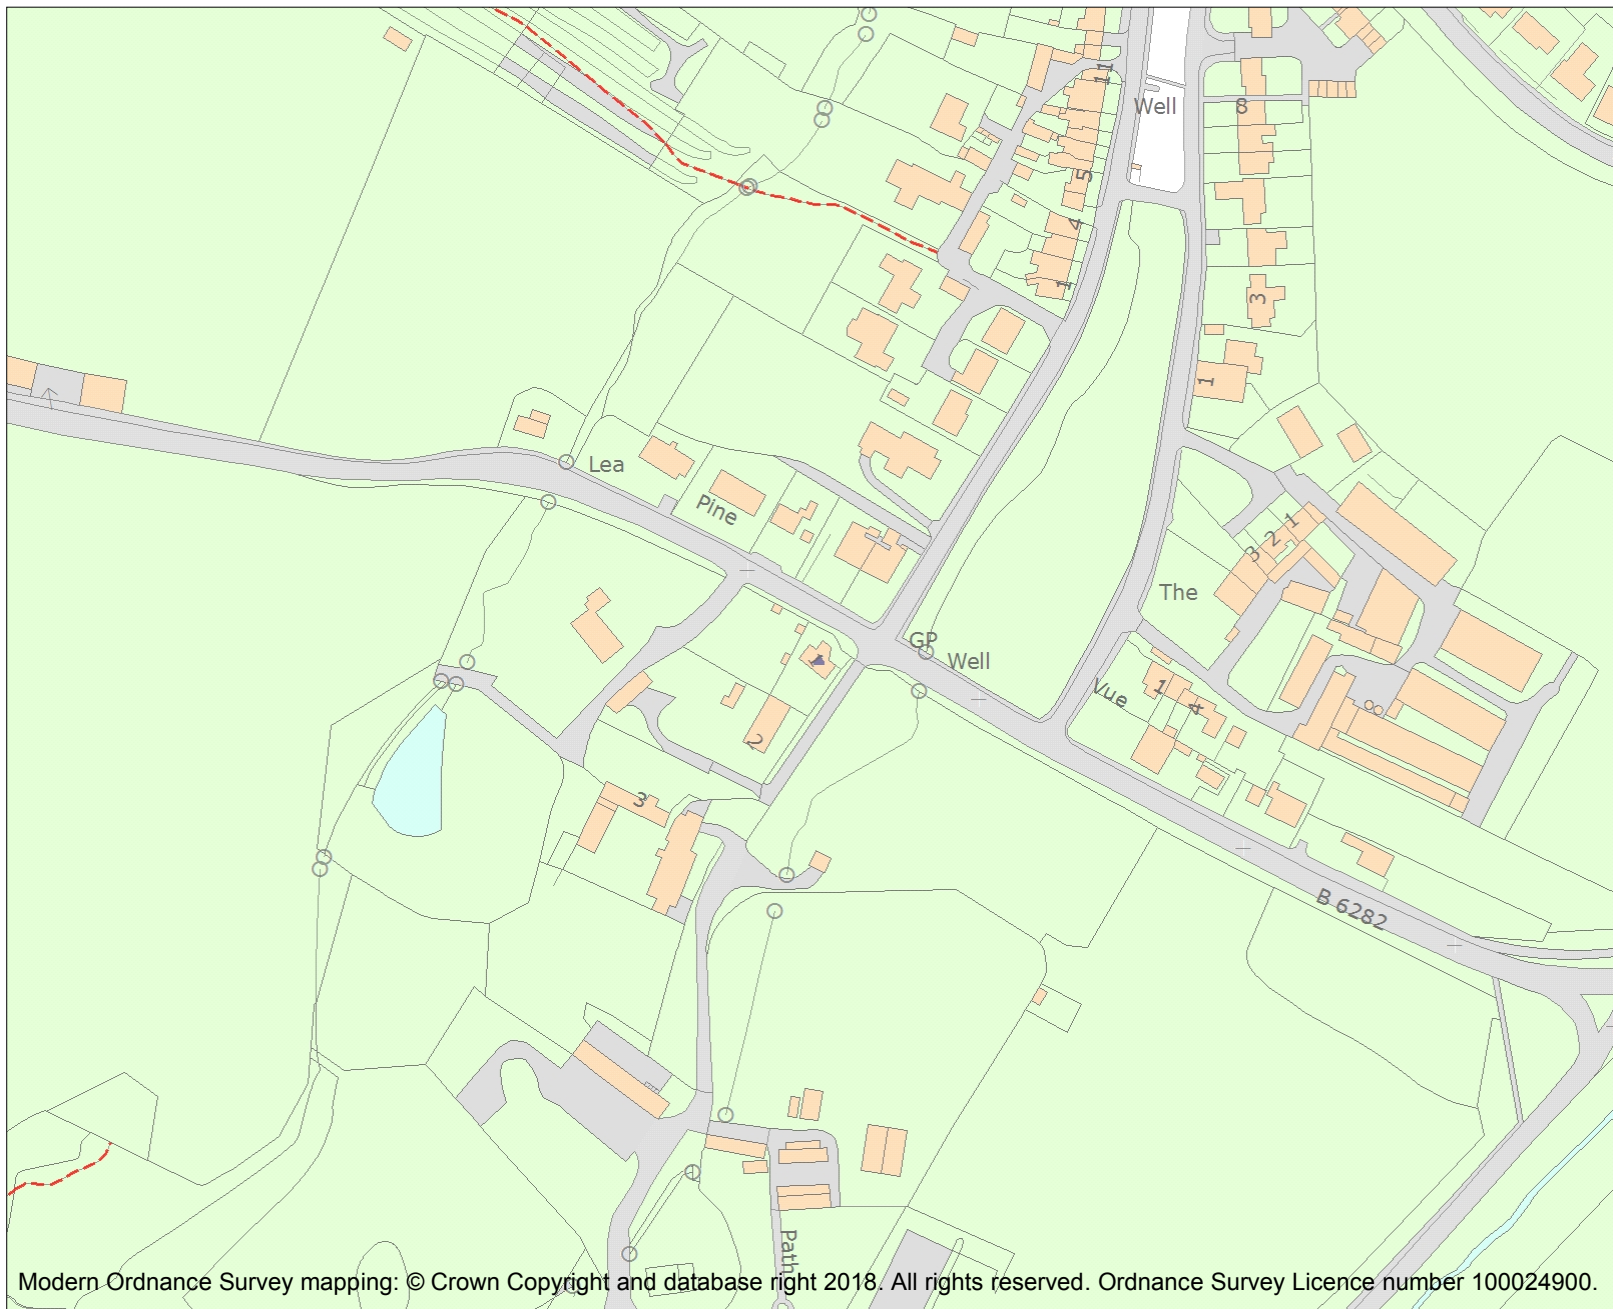 11
Well
8
5
4
1
3
1
Lea
Pine
1
2
3
The
GP
Well
1
Vue
1
4
8
2
3
B 6282
Path
Modern Ordnance Survey mapping: © Crown Copyright and database right 2018. All rights reserved. Ordnance Survey Licence number 100024900.